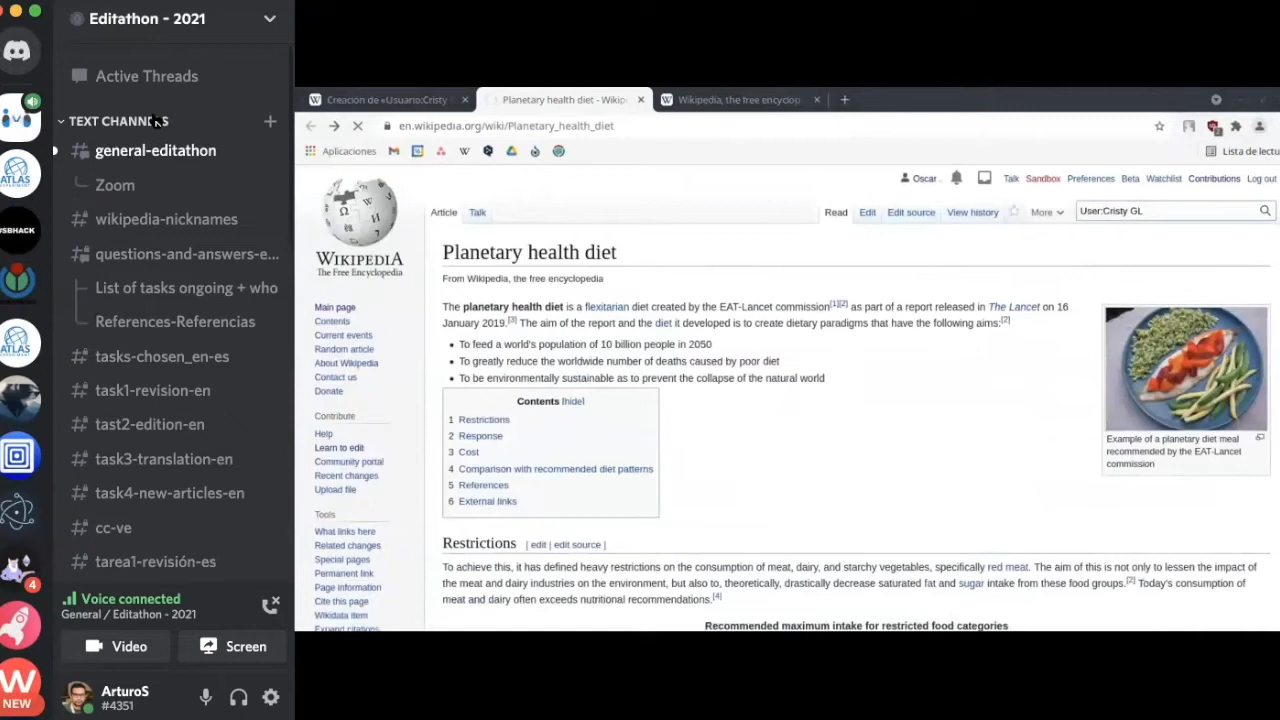 Editathon - 2021
Active Threads
TEXT CHANNELS
general-editathon
Zoom
wikipedia-nicknames
questions-and-answers-e...
List of tasks ongoing + who
References-Referencias
tasks-chosen_en-es
task1-revision-en
tast2-edition-en
task3-translation-en
task4-new-articles-en
cc-ve
tarea1-revisión-es
Voice connected
General / Editathon - 2021
Video
Screen
ArturoS
#4351
ATLAS
USBHACK
ATLAS
4
W
NEW
Creación de «Usuario:Cristy
Planetary health diet - Wikip
Wikipedia, the free encyclop
en.wikipedia.org/wiki/Planetary_health_diet
Aplicaciones
Lista de lectu
Oscar
Talk Sandbox Preferences Beta Watchlist Contributions Log out
WIKIPEDIA
The Free Encyclopedia
Article Talk
Read Edit Edit source View history More
User:Cristy GL
Main page
Contents
Current events
Random article
About Wikipedia
Contact us
Donate
Contribute
Help
Learn to edit
Community portal
Recent changes
Upload file
Tools
What links here
Related changes
Special pages
Permanent link
Page information
Cite this page
Wikidata item
Expand citations
Planetary health diet
From Wikipedia, the free encyclopedia
The planetary health diet is a flexitarian diet created by the EAT-Lancet commission[1][2] as part of a report released in The Lancet on 16
January 2019.[3] The aim of the report and the diet it developed is to create dietary paradigms that have the following aims:[2]
• To feed a world's population of 10 billion people in 2050
• To greatly reduce the worldwide number of deaths caused by poor diet
• To be environmentally sustainable as to prevent the collapse of the natural world
Contents [hide]
1 Restrictions
2 Response
3 Cost
4 Comparison with recommended diet patterns
5 References
6 External links
Example of a planetary diet meal
recommended by the EAT-Lancet
commission
Restrictions [ edit | edit source ]
To achieve this, it has defined heavy restrictions on the consumption of meat, dairy, and starchy vegetables, specifically red meat. The aim of this is not only to lessen the impact of
the meat and dairy industries on the environment, but also to, theoretically, drastically decrease saturated fat and sugar intake from these food groups.[2] Today's consumption of
meat and dairy often exceeds nutritional recommendations.[4]
Recommended maximum intake for restricted food categories